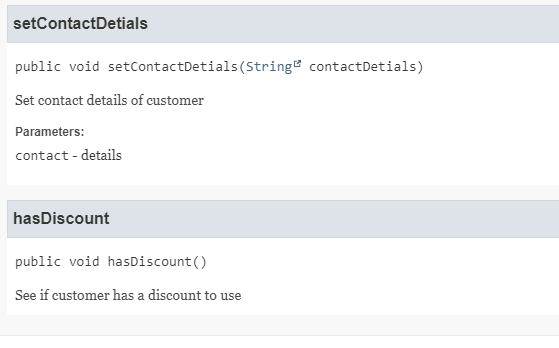 setContactDetials
public void setContactDetials(String contactDetials)
Set contact details of customer
Parameters:
contact - details
hasDiscount
public void hasDiscount()
See if customer has a discount to use